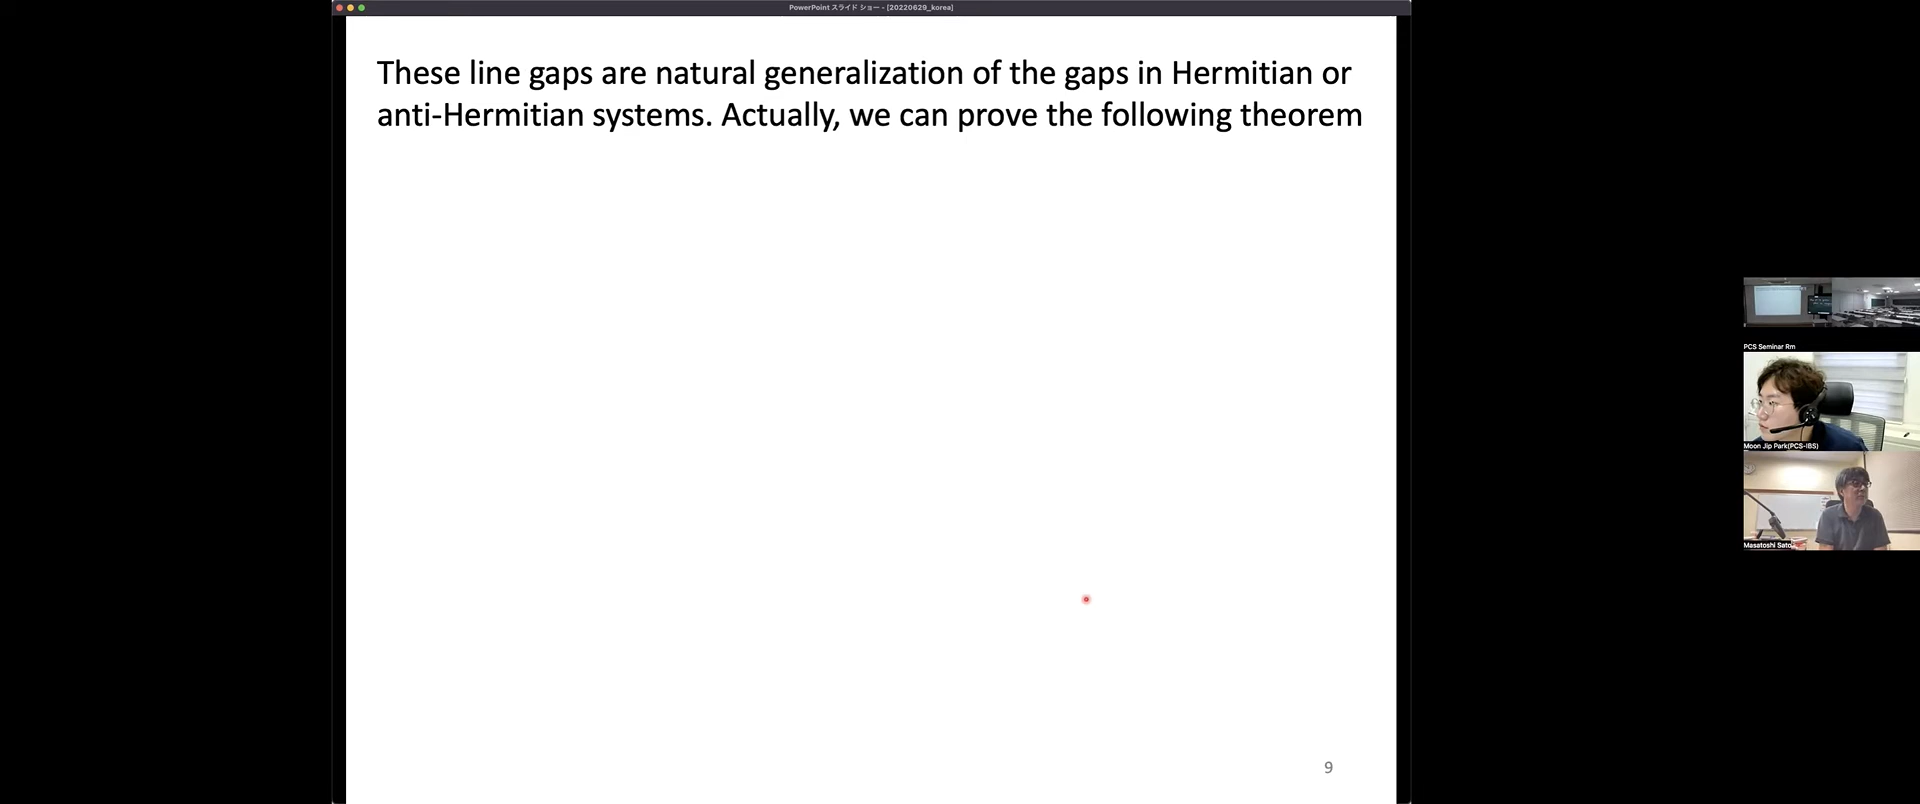 PowerPoint スライド ショー - [20220629_korea]
These line gaps are natural generalization of the gaps in Hermitian or
anti-Hermitian systems. Actually, we can prove the following theorem
PCS Seminar Rm
Moon Jip Park(PCS-IBS)
Masatoshi Sato
9